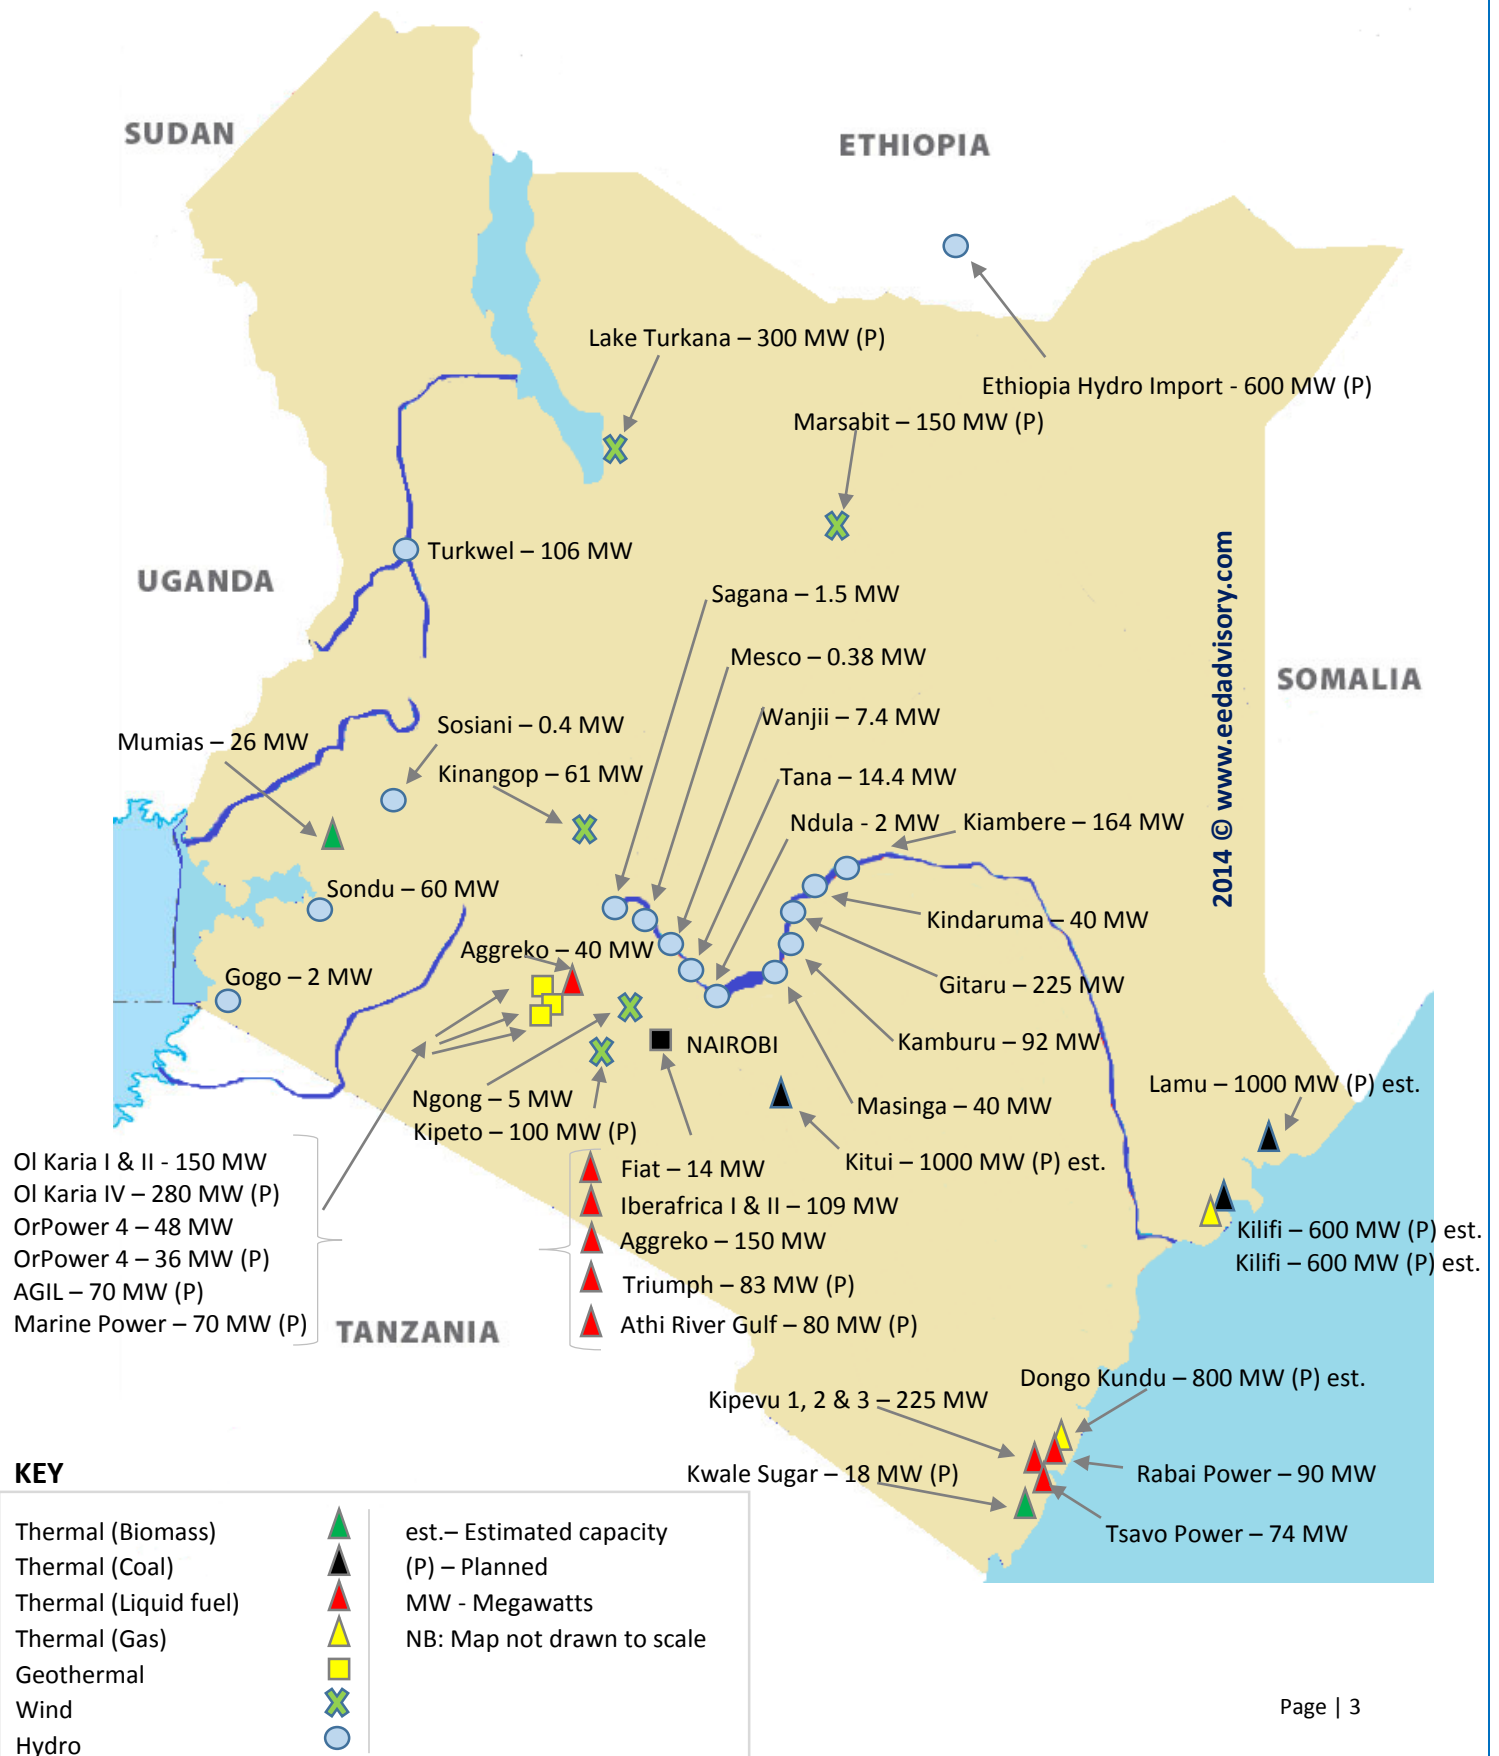 SUDAN
ETHIOPIA
Lake Turkana – 300 MW (P)
Ethiopia Hydro Import - 600 MW (P)
Marsabit – 150 MW (P)
Turkwel – 106 MW
UGANDA
Sagana – 1.5 MW
2014 © www.eedadvisory.com
Mesco – 0.38 MW
SOMALIA
Wanjii – 7.4 MW
Sosiani – 0.4 MW
Mumias – 26 MW
Kinangop – 61 MW
Tana – 14.4 MW
Ndula - 2 MW
Kiambere – 164 MW
Sondu – 60 MW
Kindaruma – 40 MW
Aggreko – 40 MW
Gogo – 2 MW
Gitaru – 225 MW
Kamburu – 92 MW
NAIROBI
Lamu – 1000 MW (P) est.
Ngong – 5 MW
Masinga – 40 MW
Kipeto – 100 MW (P)
Kitui – 1000 MW (P) est.
Ol Karia I & II - 150 MW
Ol Karia IV – 280 MW (P)
OrPower 4 – 48 MW
OrPower 4 – 36 MW (P)
AGIL – 70 MW (P)
Marine Power – 70 MW (P)
Fiat – 14 MW
Iberafrica I & II – 109 MW
Aggreko – 150 MW
Triumph – 83 MW (P)
Athi River Gulf – 80 MW (P)
Kilifi – 600 MW (P) est.
Kilifi – 600 MW (P) est.
TANZANIA
Dongo Kundu – 800 MW (P) est.
Kipevu 1, 2 & 3 – 225 MW
Kwale Sugar – 18 MW (P)
Rabai Power – 90 MW
Tsavo Power – 74 MW
KEY
Thermal (Biomass)
Thermal (Coal)
Thermal (Liquid fuel)
Thermal (Gas)
Geothermal
Wind
Hydro
est.– Estimated capacity
(P) – Planned
MW - Megawatts
NB: Map not drawn to scale
Page | 3